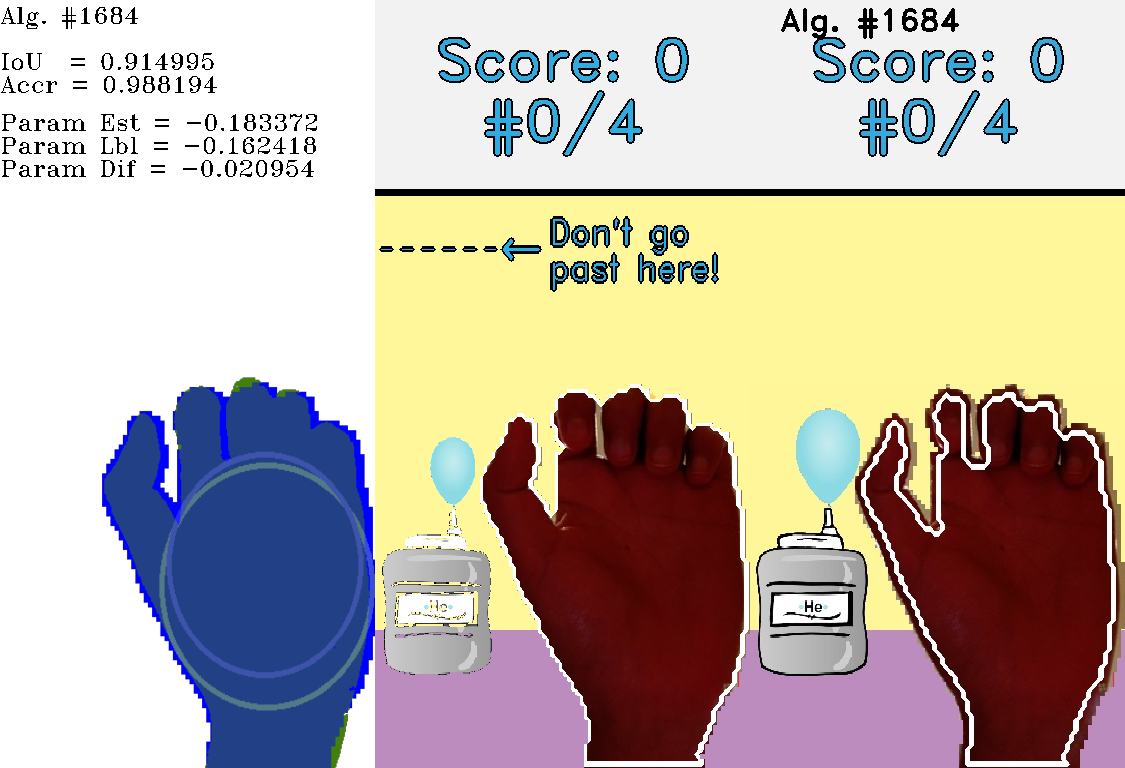 Alg. #1684
IoU = 0.914995
Accr = 0.988194
Param Est = -0.183372
Param Lbl = -0.162418
Param Dif = -0.020954
Score: 0
#0/4
Don't go
past here!
He
Alg. #1684
Score: 0
#0/4
He